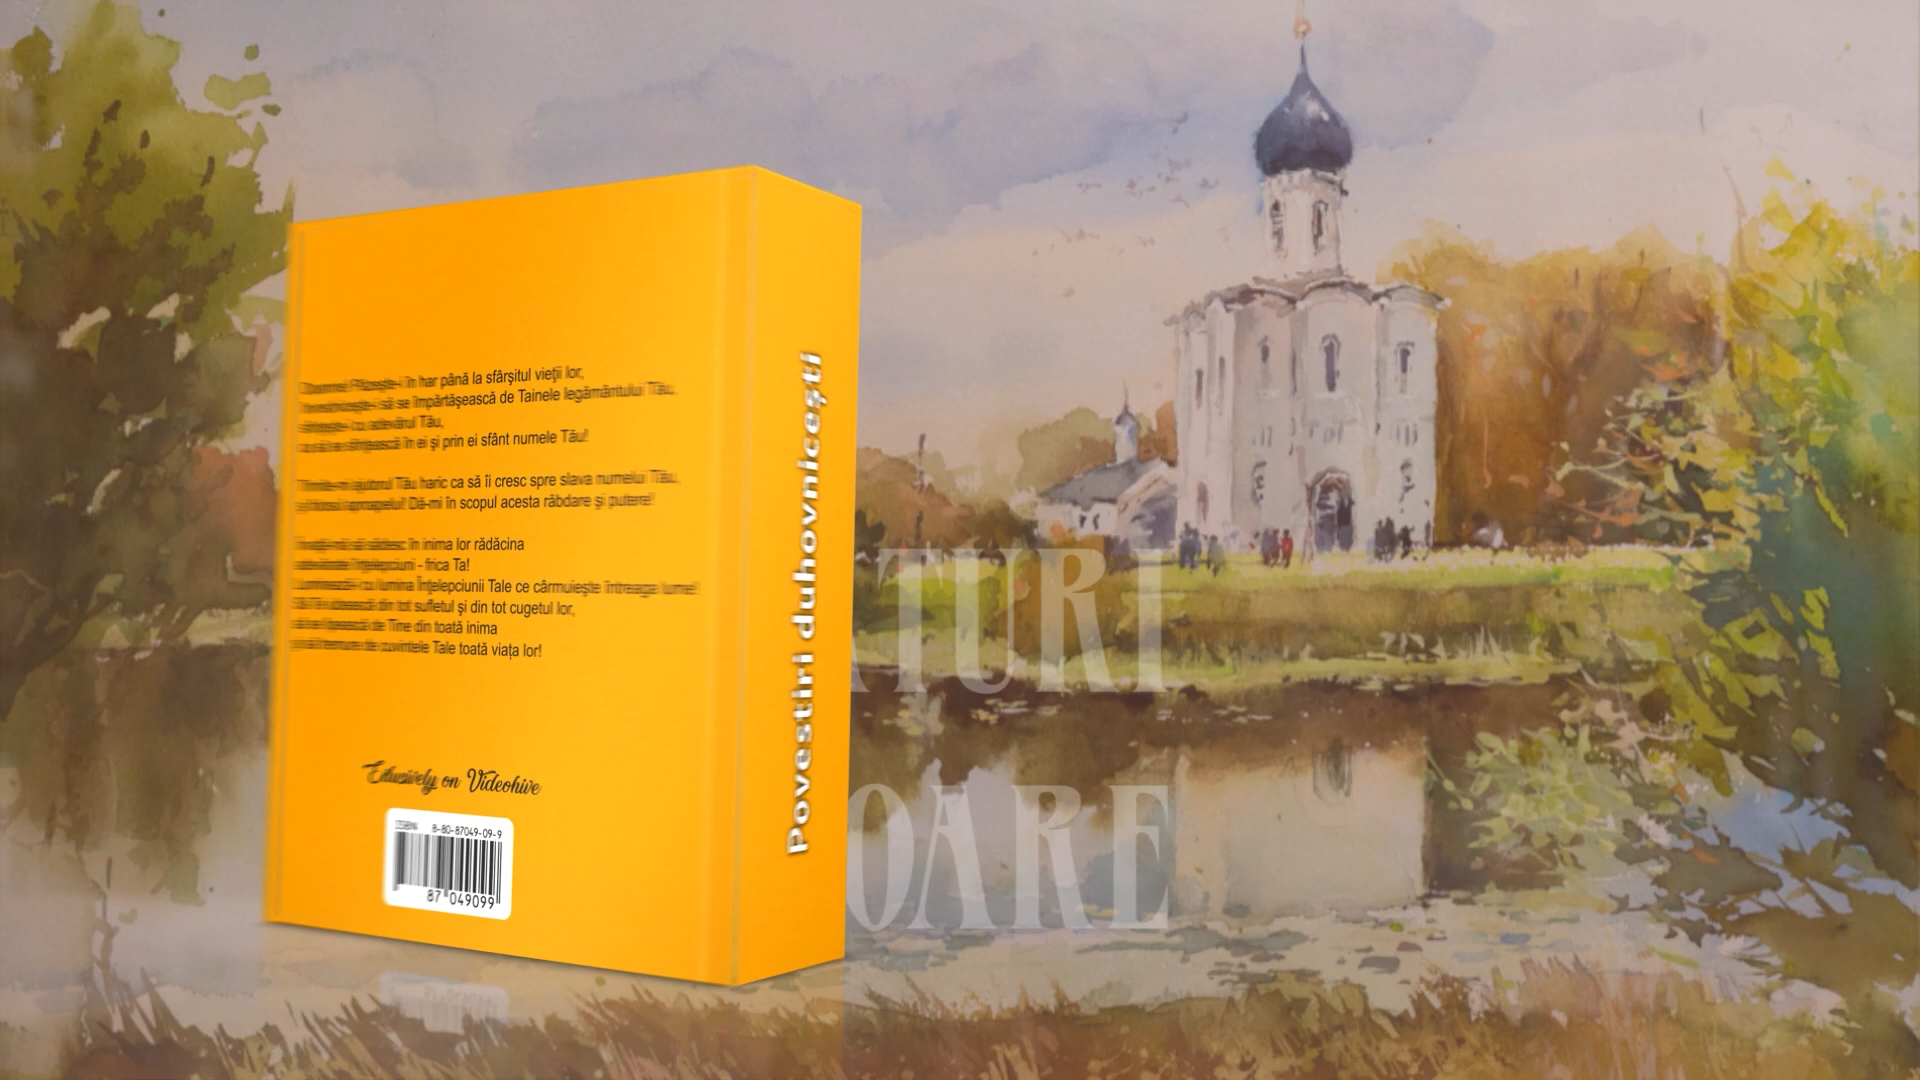 în har până la sfârşitul vieţii lor,
să se împărtăşească de Tainele legământului Tău,
cu adevărul Tău,
în ei şi prin ei sfânt numele Tău!
ajutorul Tău haric ca să îi cresc spre slava numelui Tău,
Dă-mi în scopul acesta răbdare şi putere!
în inima lor rădăcina
înţelepciuni - frica Ta!
cu lumina Înţelepciunii Tale ce cârmuieşte întreaga lume!
din tot sufletul şi din tot cugetul lor,
de Tine din toată inima
de cuvintele Tale toată viaţa lor!
Exlusively on Videohive
ISBN 8-80-87049-09-9
87 049099
Povestiri duhovniceşti
TURI
OARE